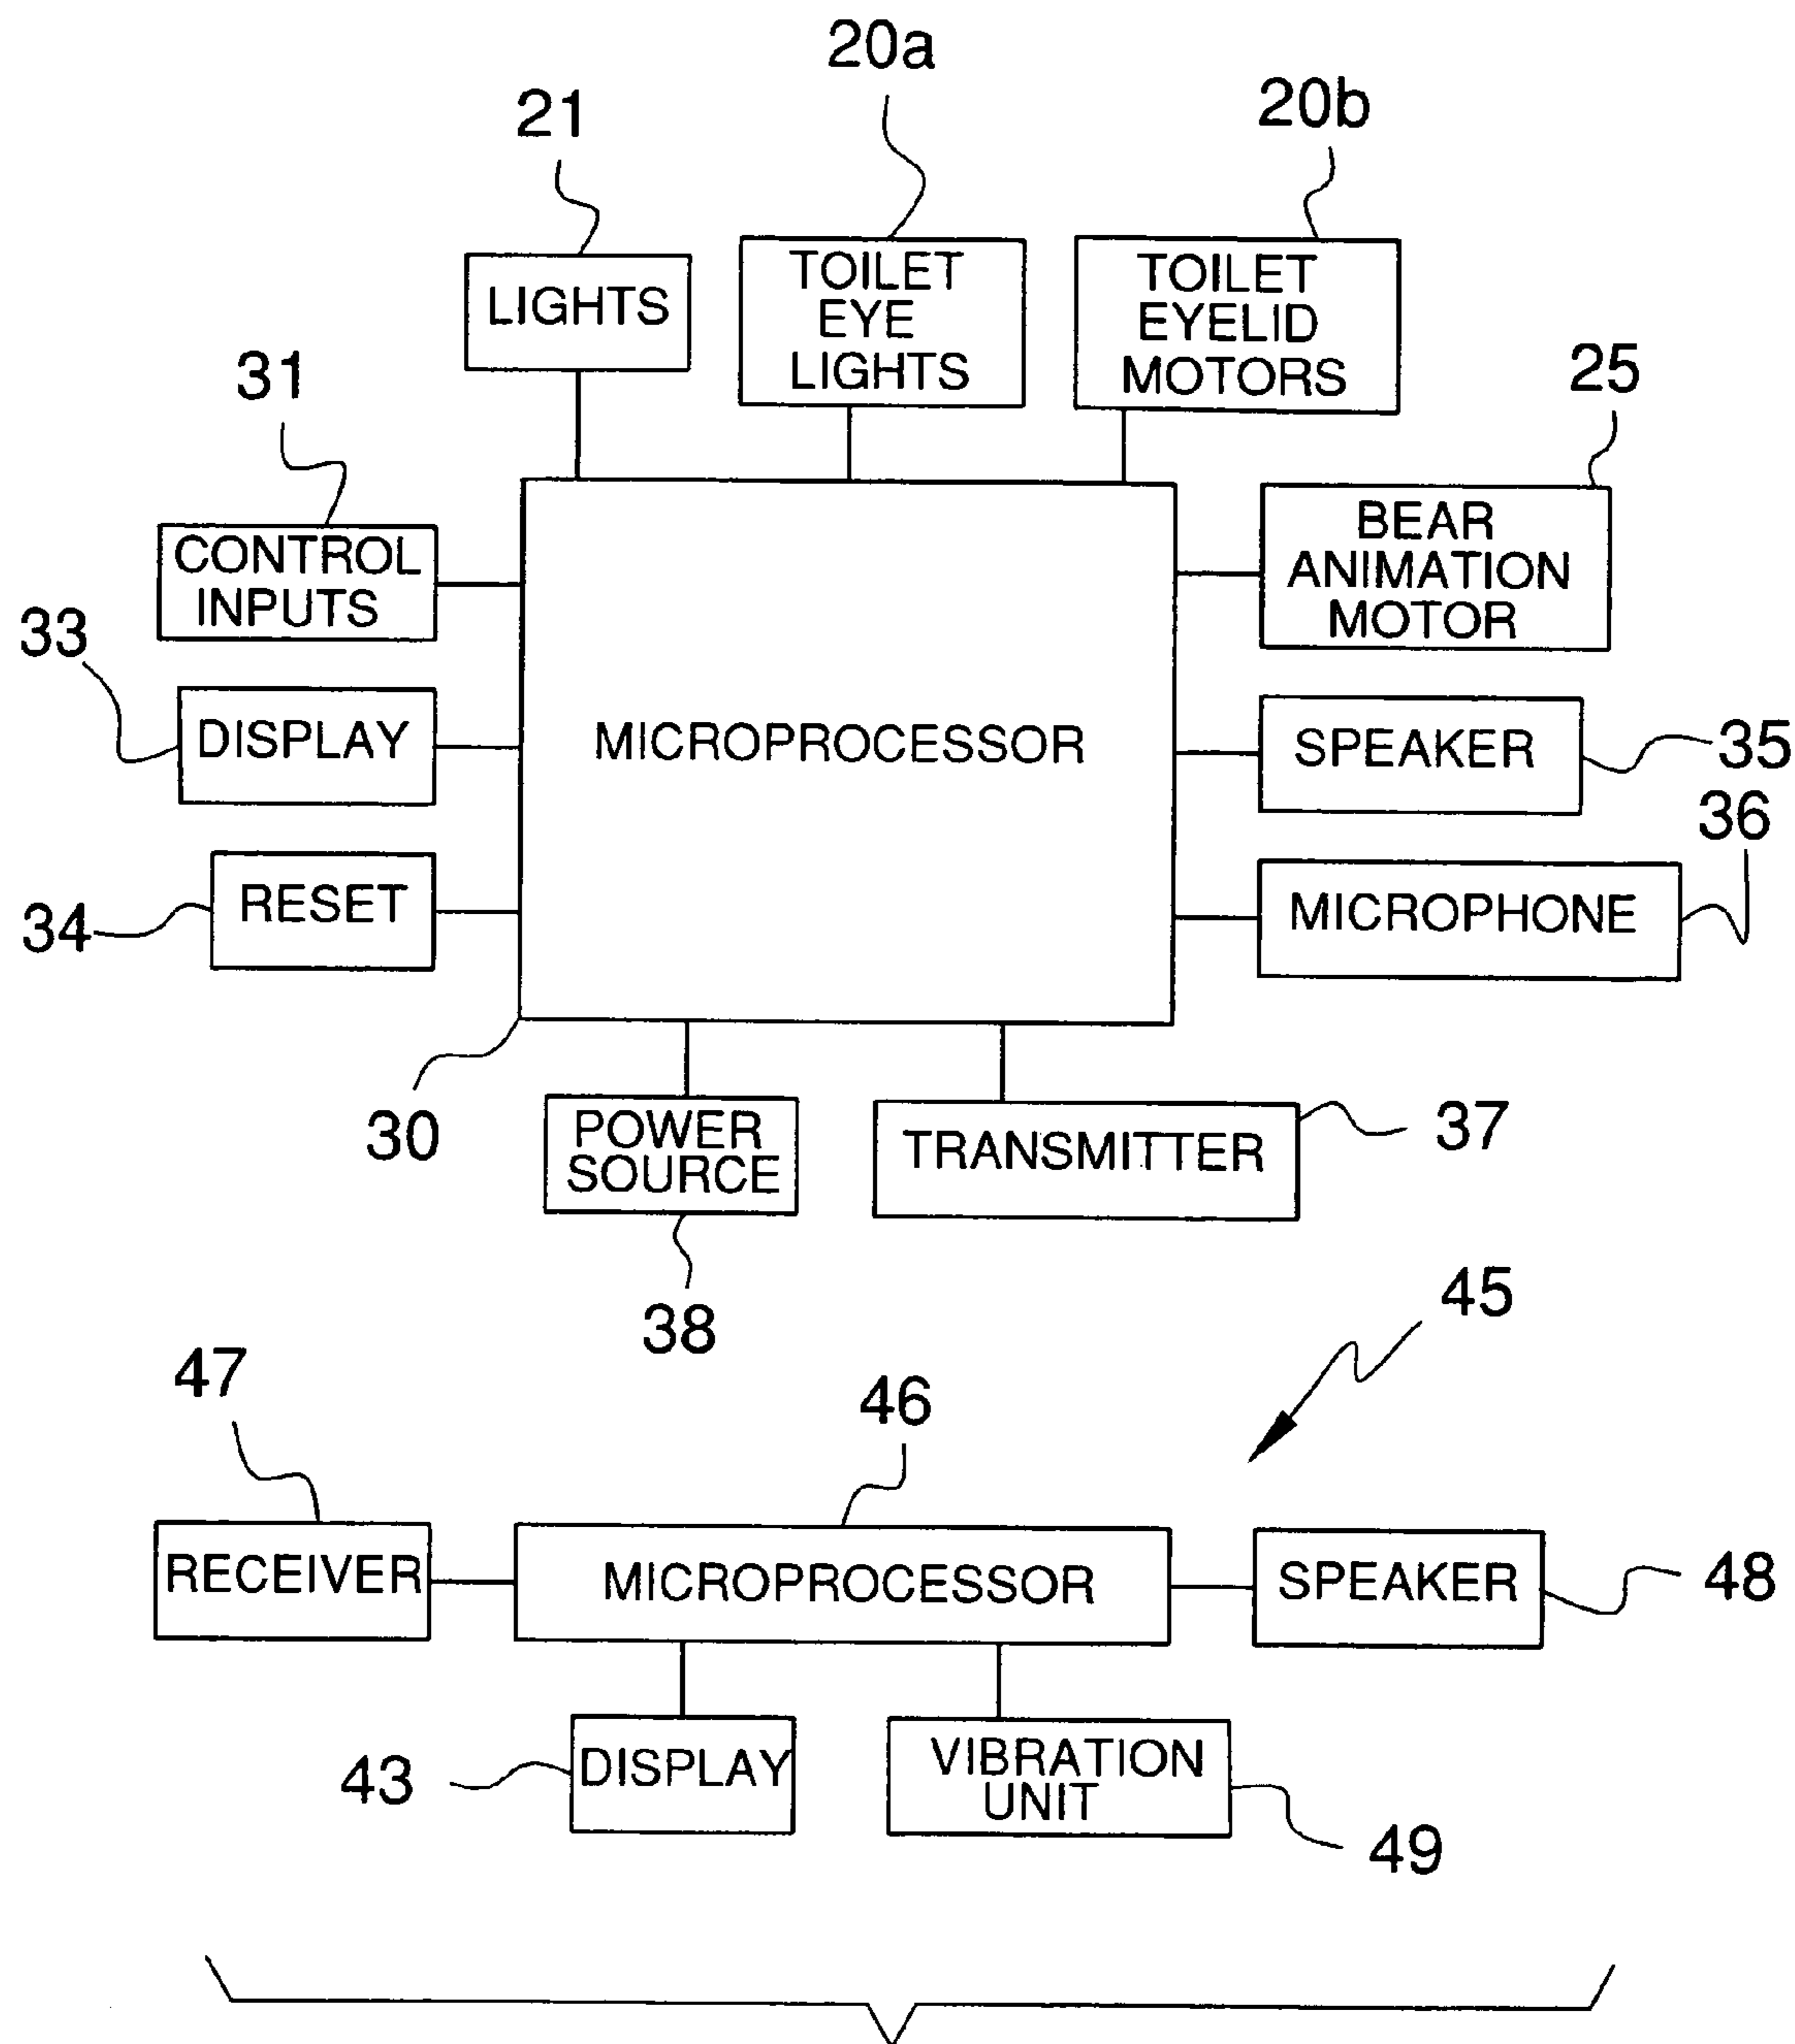 20a
20b
21
LIGHTS
TOILET
EYE
LIGHTS
TOILET
EYELID
MOTORS
31
25
CONTROL
INPUTS
BEAR
ANIMATION
MOTOR
33
DISPLAY
MICROPROCESSOR
SPEAKER
35
36
RESET
34
MICROPHONE
30
POWER
SOURCE
TRANSMITTER
37
38
45
47
46
RECEIVER
MICROPROCESSOR
SPEAKER
48
43
DISPLAY
VIBRATION
UNIT
49